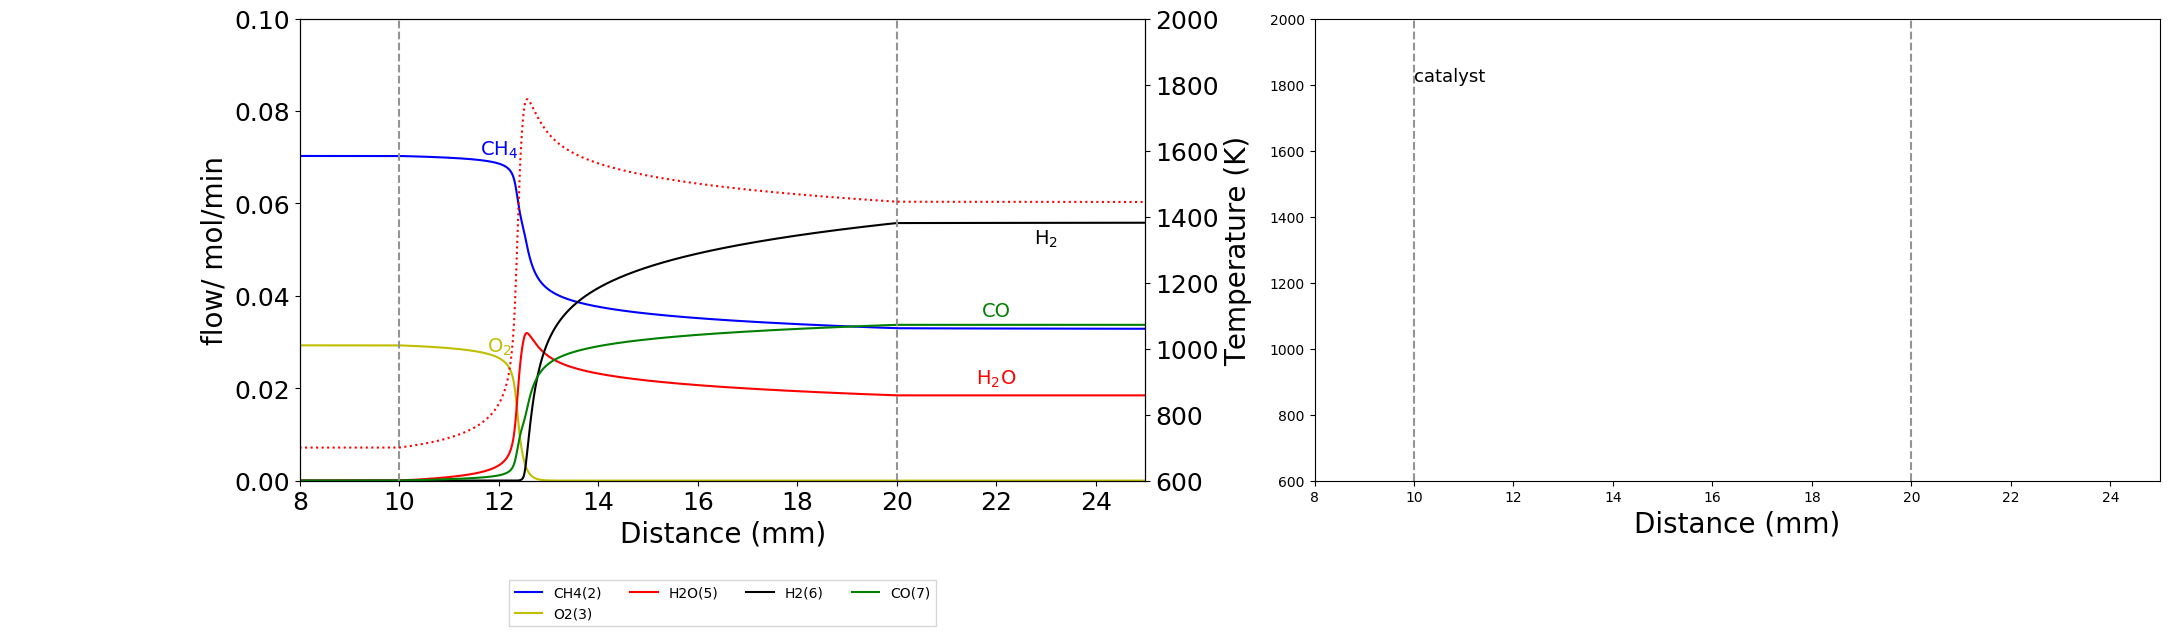 0.10
0.08
0.06
0.04
0.02
0.00
flow/ mol/min
8 10 12 14 16 18 20 22 24
Distance (mm)
CH4
O2
H2
CO
H2O
2000
1800
1600
1400
1200
1000
800
600
Temperature (K)
CH4(2) H2O(5) H2(6) CO(7)
O2(3)
2000
1800
1600
1400
1200
1000
800
600
catalyst
8 10 12 14 16 18 20 22 24
Distance (mm)